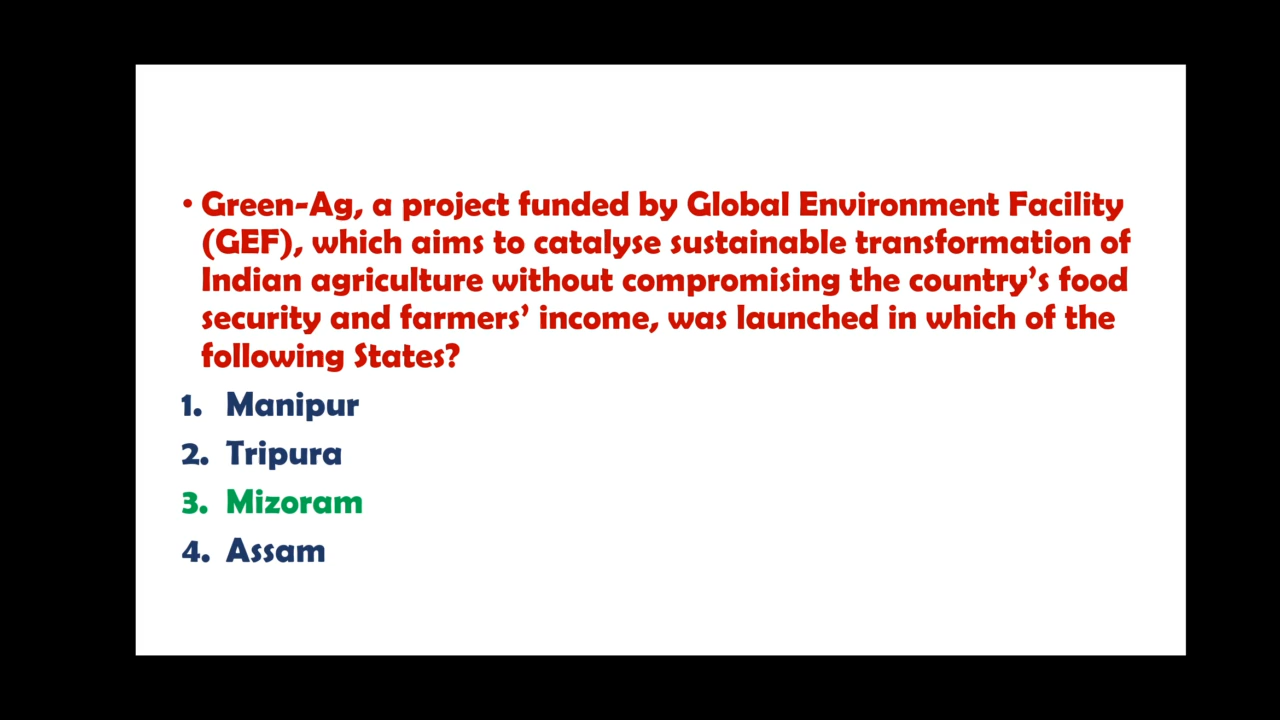 • Green-Ag, a project funded by Global Environment Facility
(GEF), which aims to catalyse sustainable transformation of
Indian agriculture without compromising the country’s food
security and farmers’ income, was launched in which of the
following States?
1. Manipur
2. Tripura
3. Mizoram
4. Assam